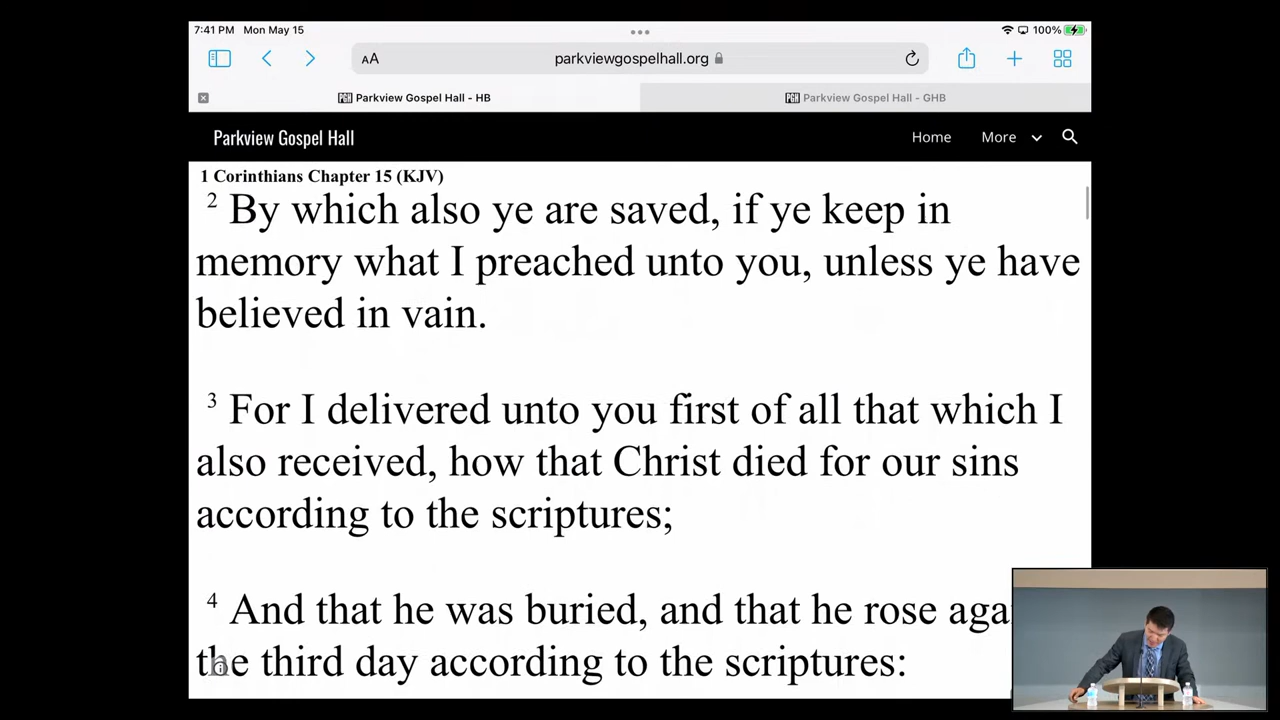 7:41 PM Mon May 15
100%
AA
parkviewgospelhall.org
PGH Parkview Gospel Hall - HB
PGH Parkview Gospel Hall - GHB
Parkview Gospel Hall
Home
More
1 Corinthians Chapter 15 (KJV)
2 By which also ye are saved, if ye keep in
memory what I preached unto you, unless ye have
believed in vain.
3 For I delivered unto you first of all that which I
also received, how that Christ died for our sins
according to the scriptures;
4 And that he was buried, and that he rose aga
the third day according to the scriptures: